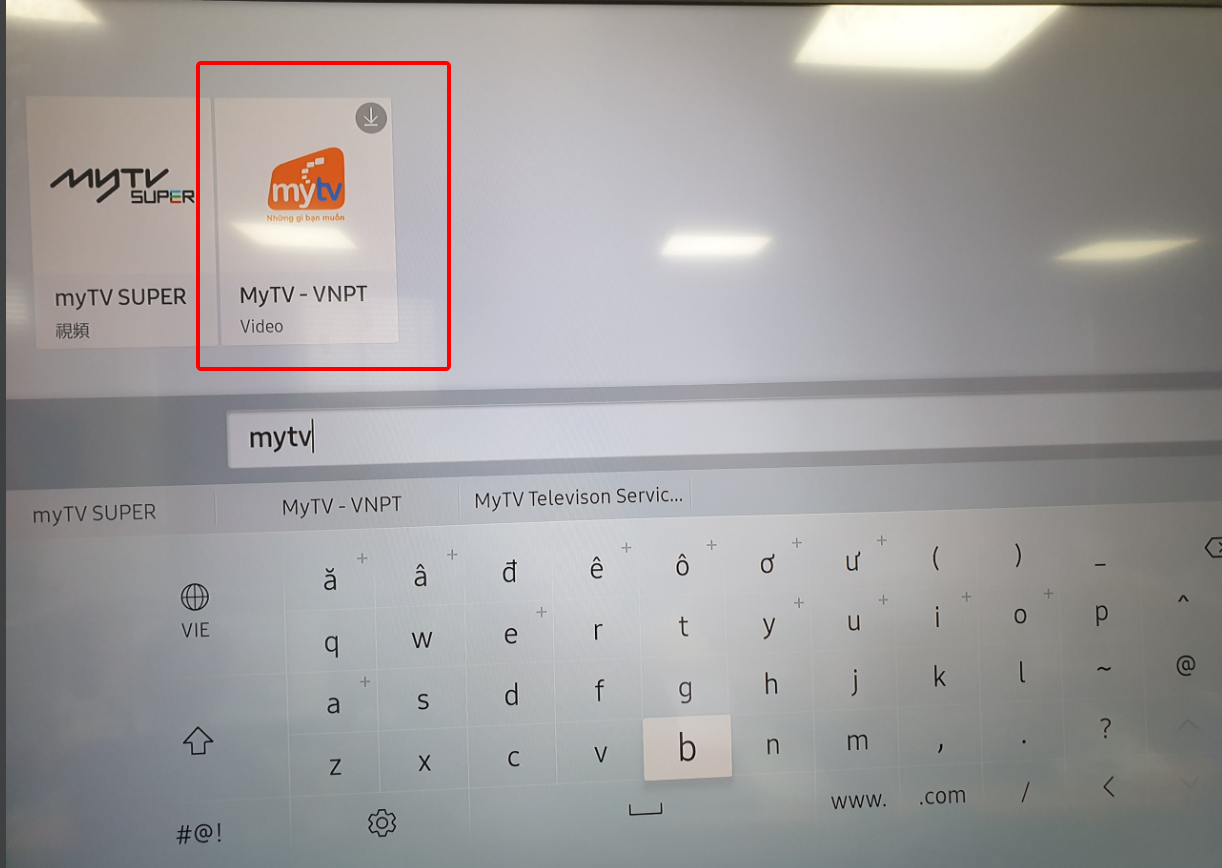 myTV
SUPER
mytv
Những gì bạn muốn
myTV SUPER
視頻
MyTV - VNPT
Video
mytv
myTV SUPER
MyTV - VNPT
MyTV Televison Servic...
ă â đ ê ô ơ ư ( ) _
VIE
q w e r t y u i o p ^
a s d f g h j k l ~ @
z x c v b n m , . ?
#@!
www. .com / <